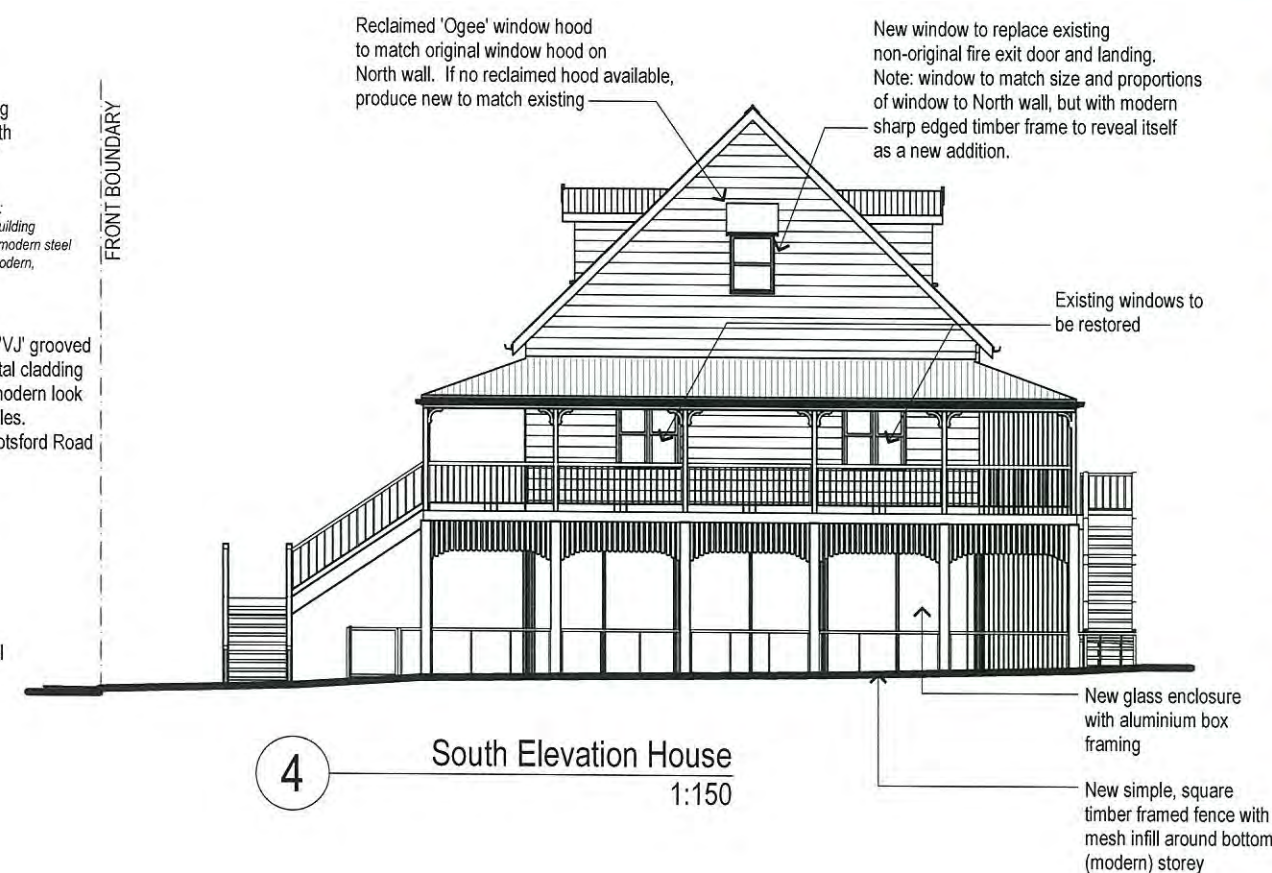 Reclaimed 'Ogee' window hood
to match original window hood on
North wall. If no reclaimed hood available,
produce new to match existing
New window to replace existing
non-original fire exit door and landing.
Note: window to match size and proportions
of window to North wall, but with modern
sharp edged timber frame to reveal itself
as a new addition.
g
th
FRONT BOUNDARY
:
uilding
modern steel
odern,
Existing windows to
be restored
'VJ' grooved
tal cladding
modern look
les.
otsford Road
l
New glass enclosure
with aluminium box
framing
4
South Elevation House
1:150
New simple, square
timber framed fence with
mesh infill around bottom
(modern) storey